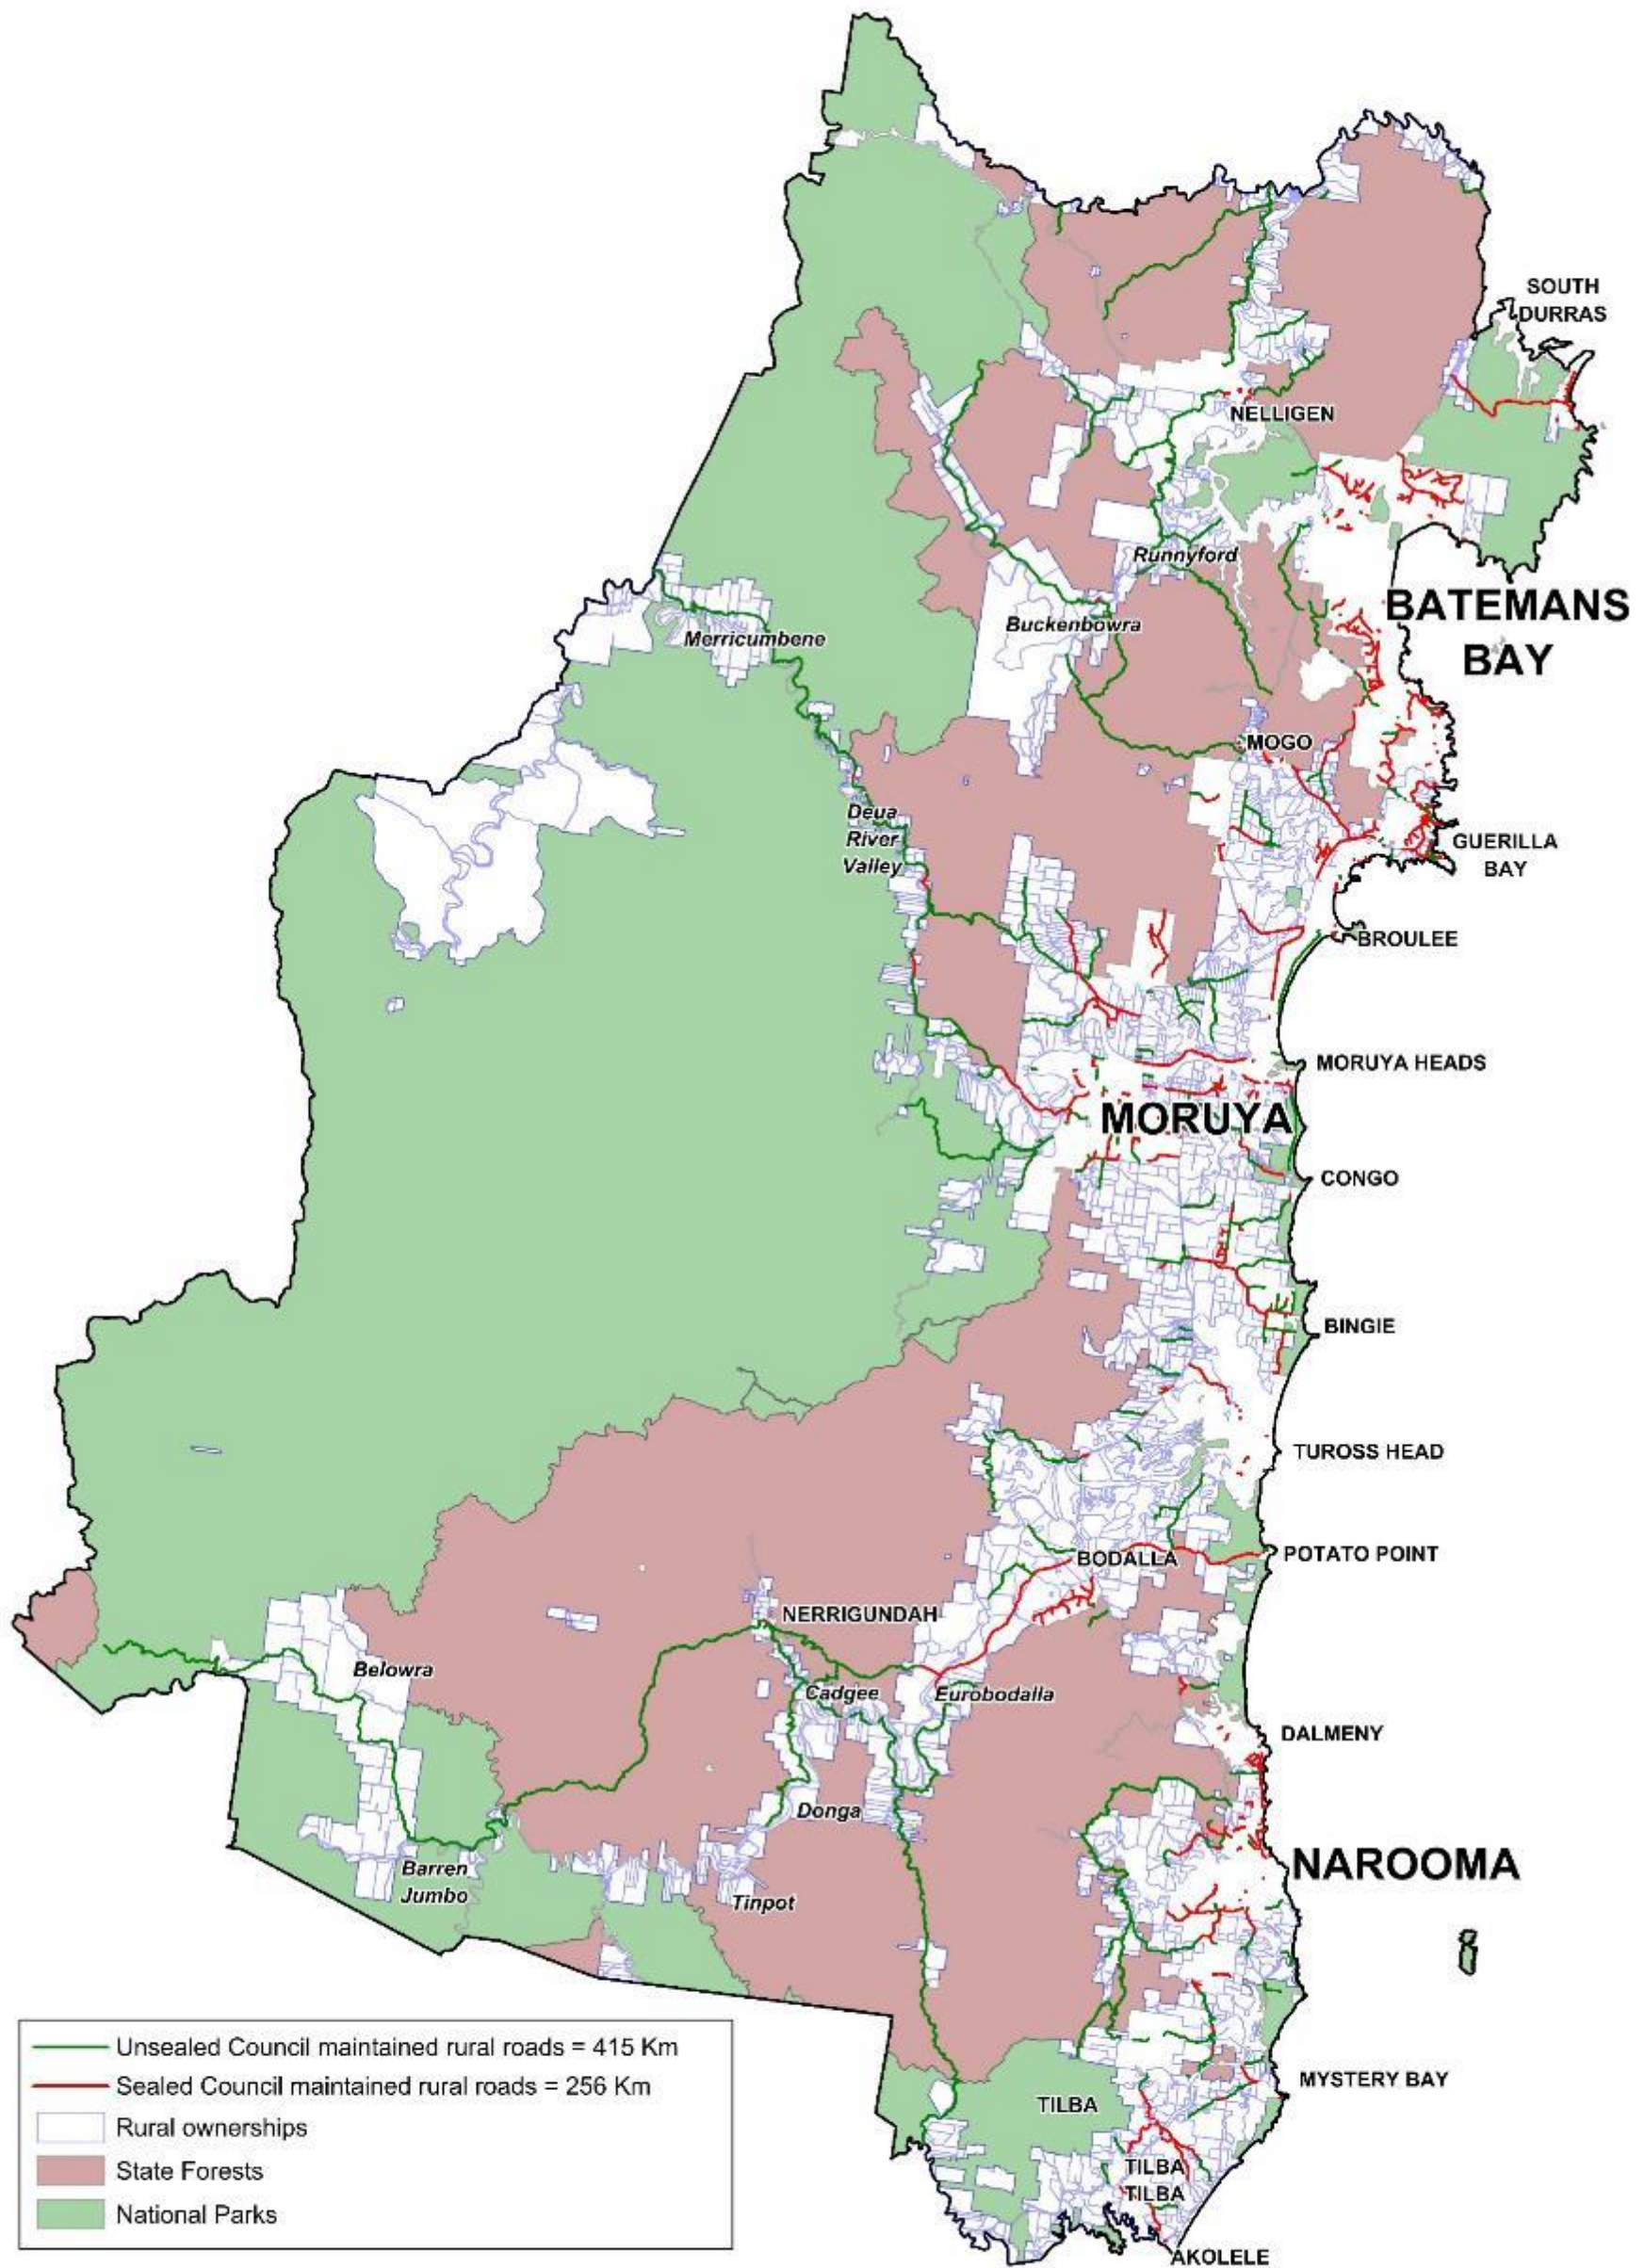 SOUTH
DURRAS
NELLIGEN
Runnyford
BATEMANS
BAY
Buckenbowra
Merricumbene
MOGO
Deua
River
Valley
GUERILLA
BAY
BROULEE
MORUYA HEADS
MORUYA
CONGO
BINGIE
TUROSS HEAD
POTATO POINT
BODALLA
NERRIGUNDAH
Belowra
Cadgee
Eurobodalla
DALMENY
Donga
NAROOMA
Barren
Jumbo
Tinpot
Unsealed Council maintained rural roads = 415 Km
Sealed Council maintained rural roads = 256 Km
Rural ownerships
State Forests
National Parks
MYSTERY BAY
TILBA
TILBA
TILBA
AKOLELE